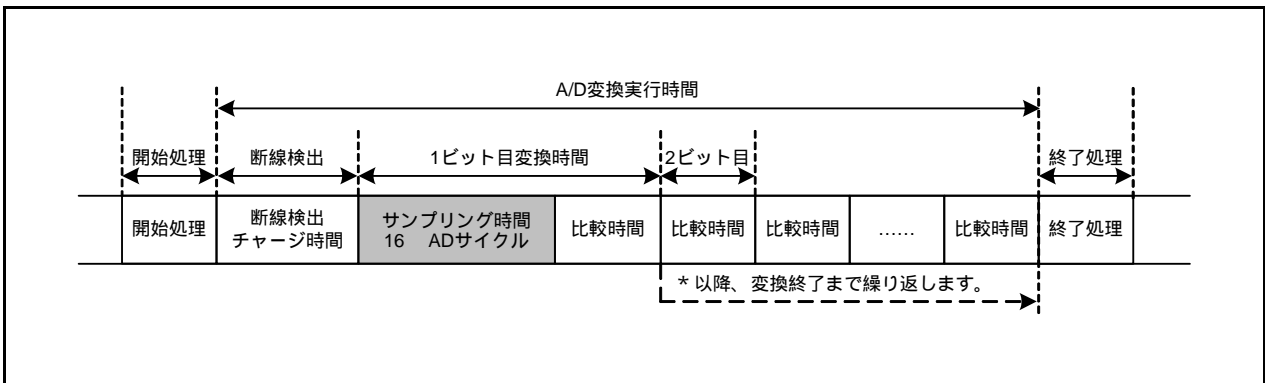 A/D変換実行時間
開始処理
断線検出
1ビット目変換時間
2ビット目
終了処理
開始処理
断線検出
チャージ時間
サンプリング時間
16 ADサイクル
比較時間
比較時間
比較時間
……
比較時間
終了処理
* 以降、変換終了まで繰り返します。